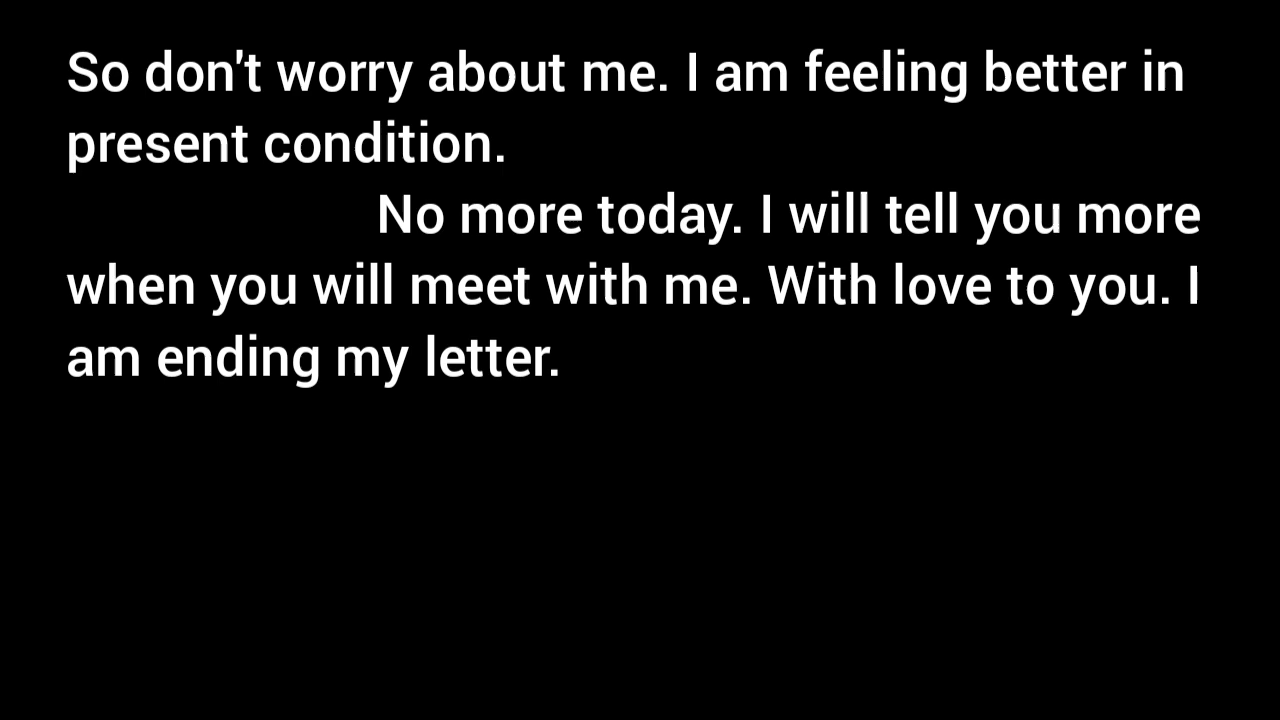 So don't worry about me. I am feeling better in
present condition.
No more today. I will tell you more
when you will meet with me. With love to you. I
am ending my letter.